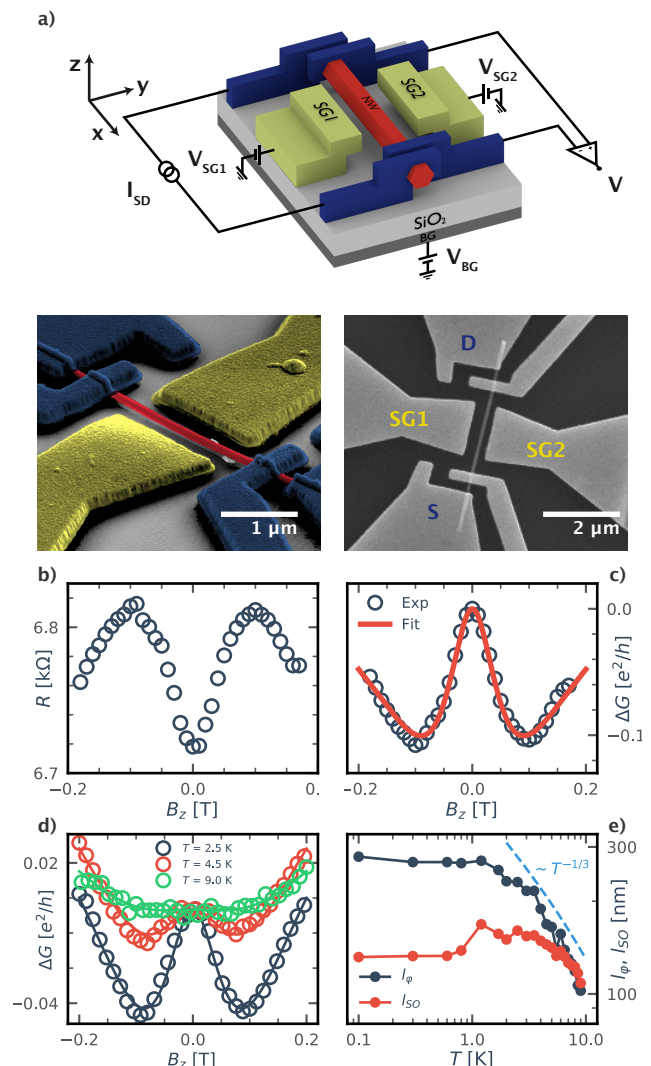 a)
z
y
x
I_SD
V_SG1
SG1
NW
SG2
V_SG2
V
SiO₂
BG
V_BG
1 μm
D
SG1
SG2
S
2 μm
b)
R [kΩ]
6.8
6.7
−0.2
0.0
0.
B_z [T]
c)
Exp
Fit
0.0
−0.1
ΔG [e²/h]
−0.2
0.0
0.2
B_z [T]
d)
T = 2.5 K
T = 4.5 K
T = 9.0 K
0.02
−0.04
ΔG [e²/h]
−0.2
0.0
0.2
B_z [T]
e)
~ T^−1/3
300
100
l_φ, l_SO [nm]
l_φ
l_SO
0.1
1.0
10.0
T [K]